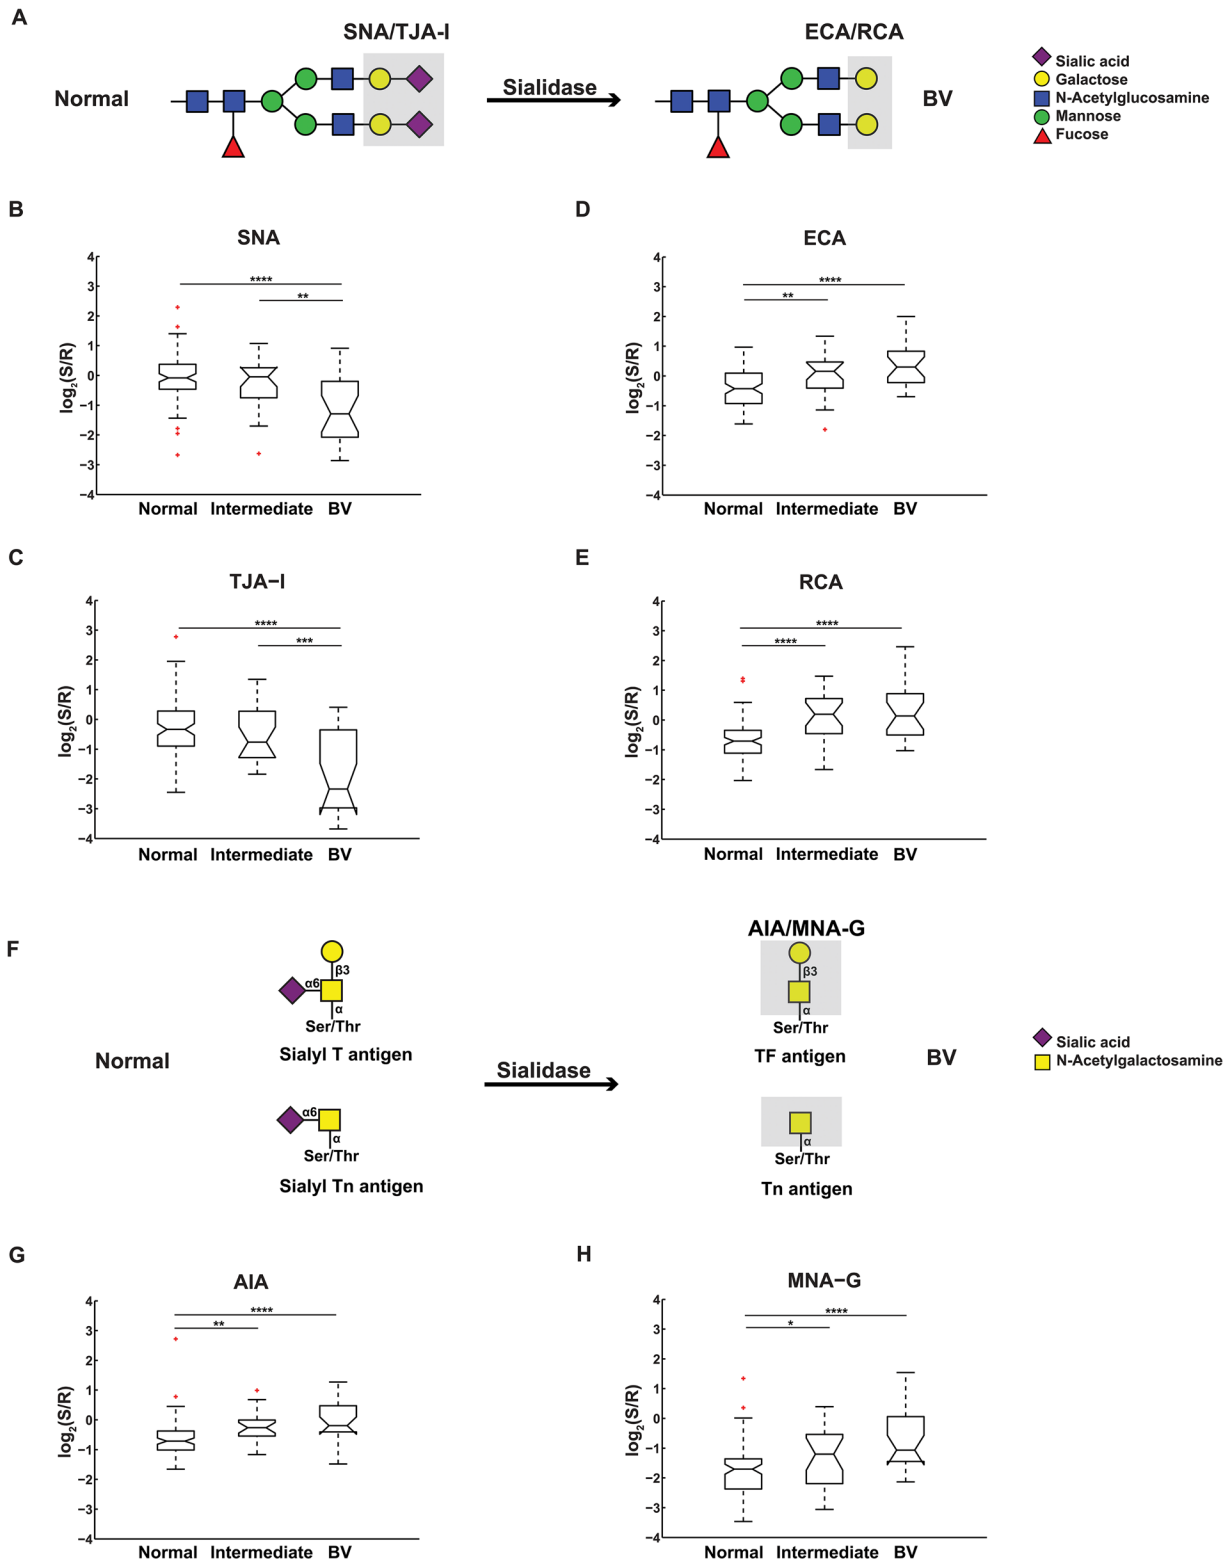 A
SNA/TJA-I
ECA/RCA
Normal
Sialidase
BV
Sialic acid
Galactose
N-Acetylglucosamine
Mannose
Fucose
B
SNA
log2(S/R)
4
3
2
1
0
−1
−2
−3
−4
****
**
Normal Intermediate BV
D
ECA
log2(S/R)
4
3
2
1
0
−1
−2
−3
−4
****
**
Normal Intermediate BV
C
TJA−I
log2(S/R)
4
3
2
1
0
−1
−2
−3
−4
****
***
Normal Intermediate BV
E
RCA
log2(S/R)
4
3
2
1
0
−1
−2
−3
−4
****
****
Normal Intermediate BV
F
Normal
α6
β3
α
Ser/Thr
Sialyl T antigen
α6
α
Ser/Thr
Sialyl Tn antigen
Sialidase
AIA/MNA-G
β3
α
Ser/Thr
TF antigen
α
Ser/Thr
Tn antigen
BV
Sialic acid
N-Acetylgalactosamine
G
AIA
log2(S/R)
4
3
2
1
0
−1
−2
−3
−4
****
**
Normal Intermediate BV
H
MNA−G
log2(S/R)
4
3
2
1
0
−1
−2
−3
−4
****
*
Normal Intermediate BV